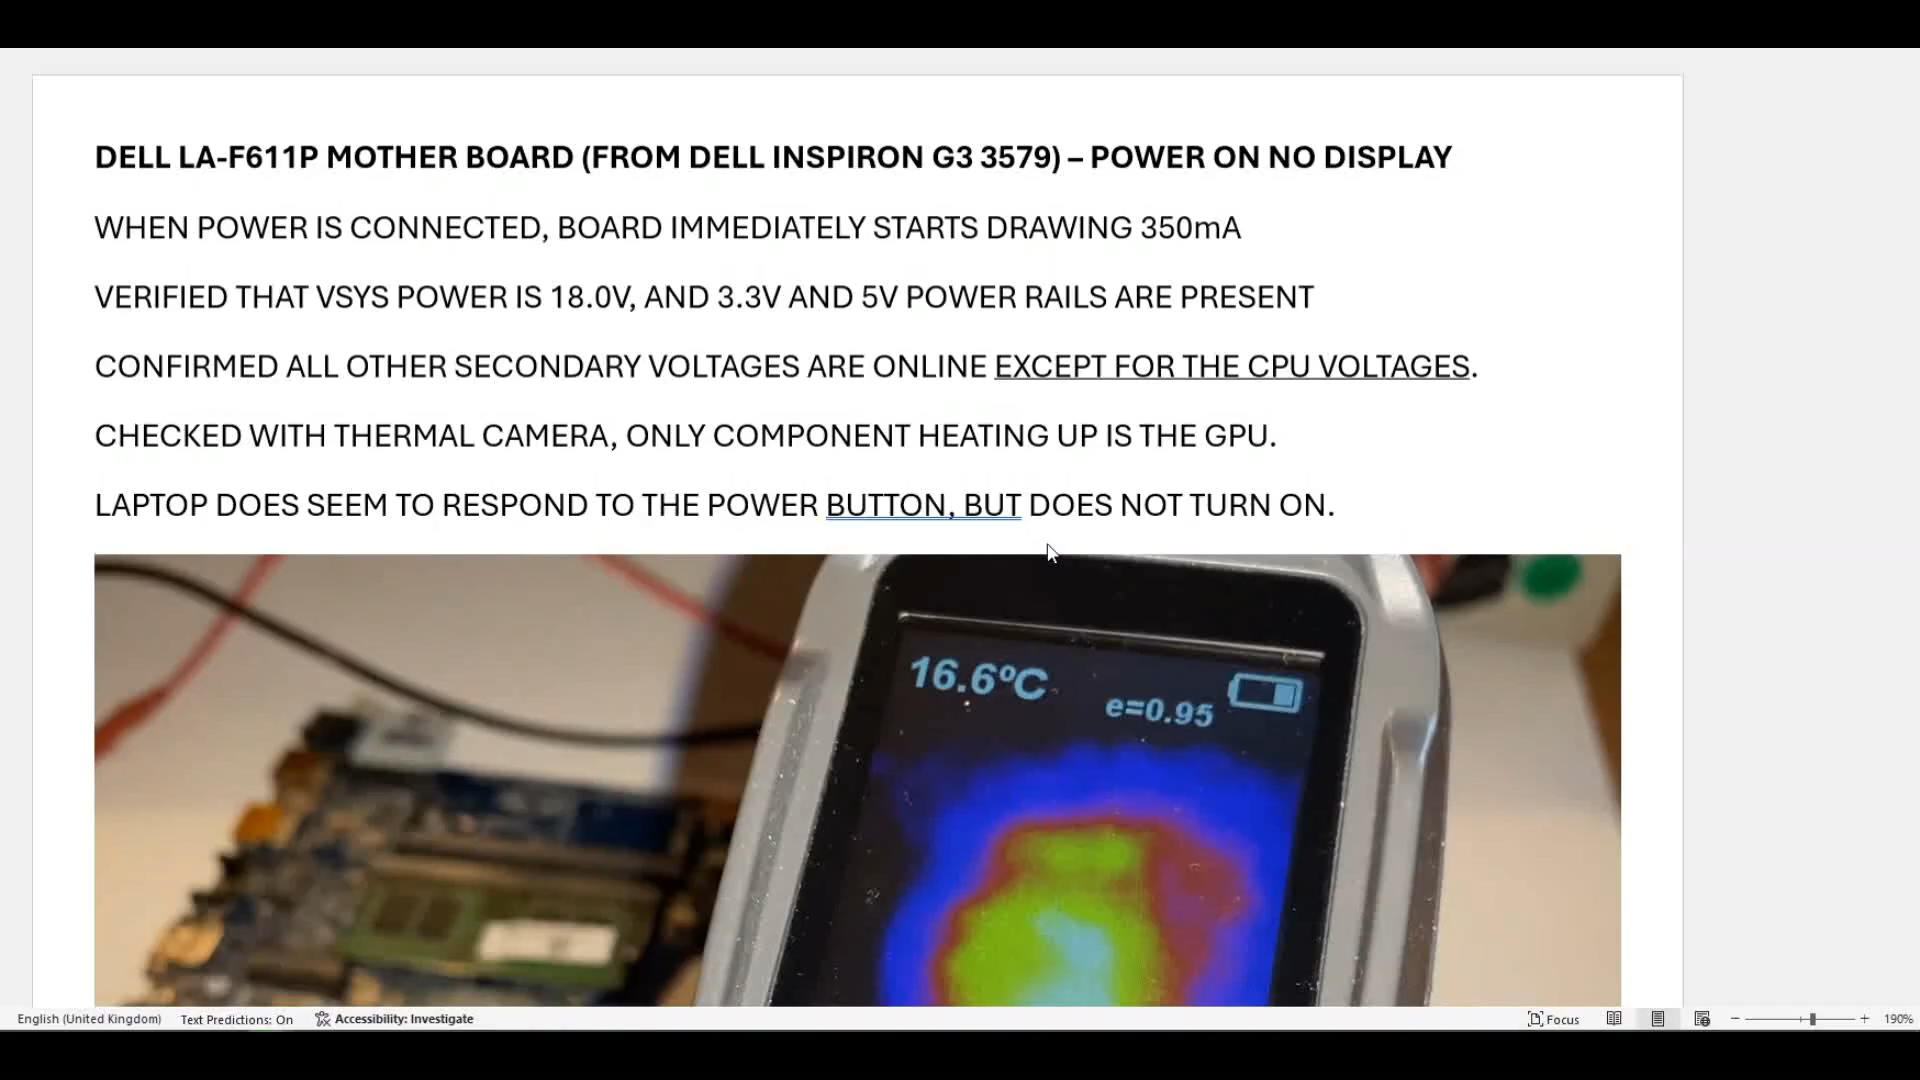 DELL LA-F611P MOTHER BOARD (FROM DELL INSPIRON G3 3579) – POWER ON NO DISPLAY
WHEN POWER IS CONNECTED, BOARD IMMEDIATELY STARTS DRAWING 350mA
VERIFIED THAT VSYS POWER IS 18.0V, AND 3.3V AND 5V POWER RAILS ARE PRESENT
CONFIRMED ALL OTHER SECONDARY VOLTAGES ARE ONLINE EXCEPT FOR THE CPU VOLTAGES.
CHECKED WITH THERMAL CAMERA, ONLY COMPONENT HEATING UP IS THE GPU.
LAPTOP DOES SEEM TO RESPOND TO THE POWER BUTTON, BUT DOES NOT TURN ON.
16.6ºC
e=0.95
English (United Kingdom) Text Predictions: On Accessibility: Investigate Focus 190%